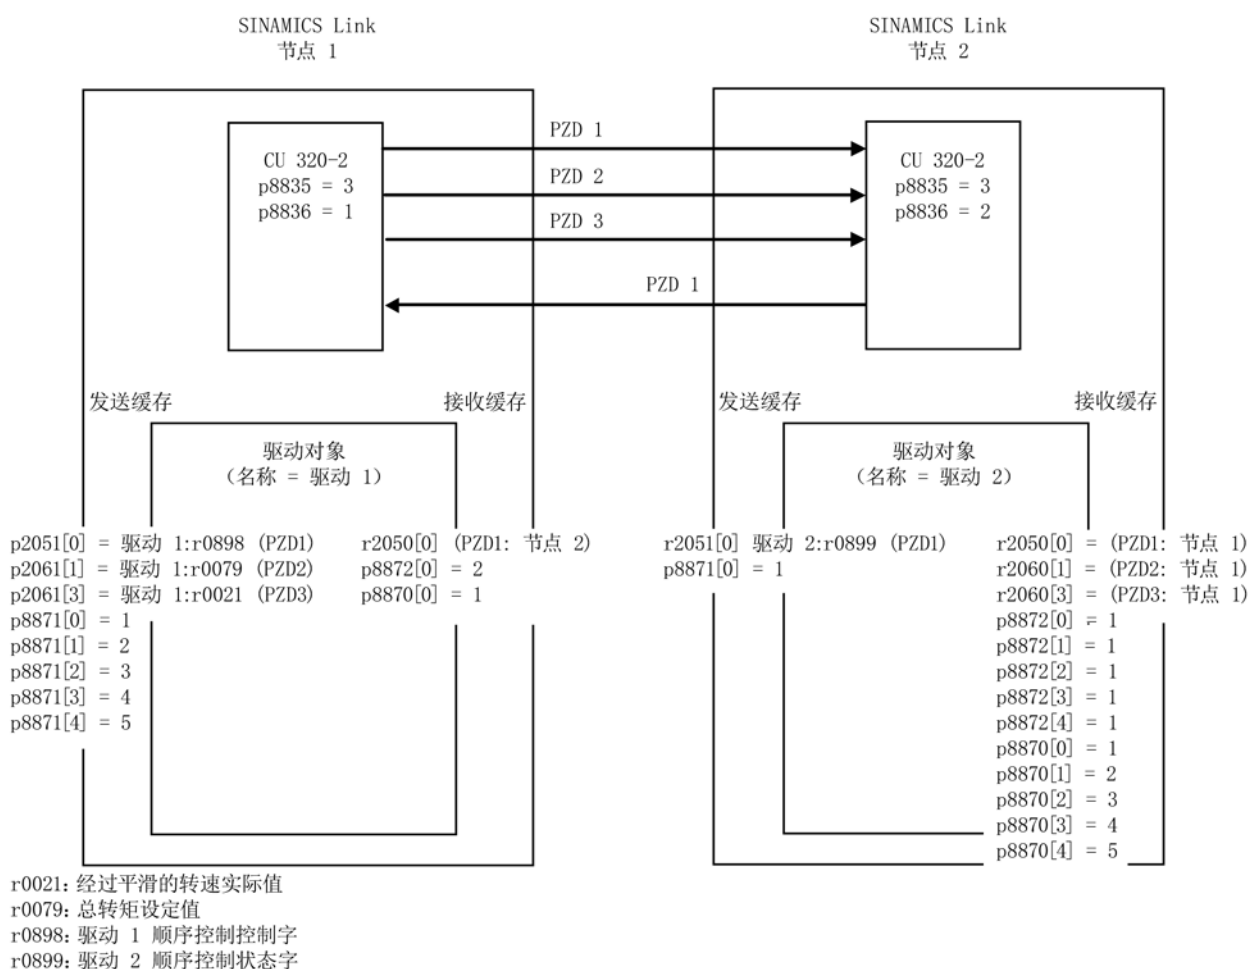 SINAMICS Link
节点 1
SINAMICS Link
节点 2
CU 320-2
p8835 = 3
p8836 = 1
PZD 1
PZD 2
PZD 3
PZD 1
CU 320-2
p8835 = 3
p8836 = 2
发送缓存
接收缓存
驱动对象
(名称 = 驱动 1)
p2051[0] = 驱动 1:r0898 (PZD1)
p2061[1] = 驱动 1:r0079 (PZD2)
p2061[3] = 驱动 1:r0021 (PZD3)
p8871[0] = 1
p8871[1] = 2
p8871[2] = 3
p8871[3] = 4
p8871[4] = 5
r2050[0] (PZD1: 节点 2)
p8872[0] = 2
p8870[0] = 1
发送缓存
接收缓存
驱动对象
(名称 = 驱动 2)
r2051[0] 驱动 2:r0899 (PZD1)
p8871[0] = 1
r2050[0] = (PZD1: 节点 1)
r2060[1] = (PZD2: 节点 1)
r2060[3] = (PZD3: 节点 1)
p8872[0] = 1
p8872[1] = 1
p8872[2] = 1
p8872[3] = 1
p8872[4] = 1
p8870[0] = 1
p8870[1] = 2
p8870[2] = 3
p8870[3] = 4
p8870[4] = 5
r0021: 经过平滑的转速实际值
r0079: 总转矩设定值
r0898: 驱动 1 顺序控制控制字
r0899: 驱动 2 顺序控制状态字